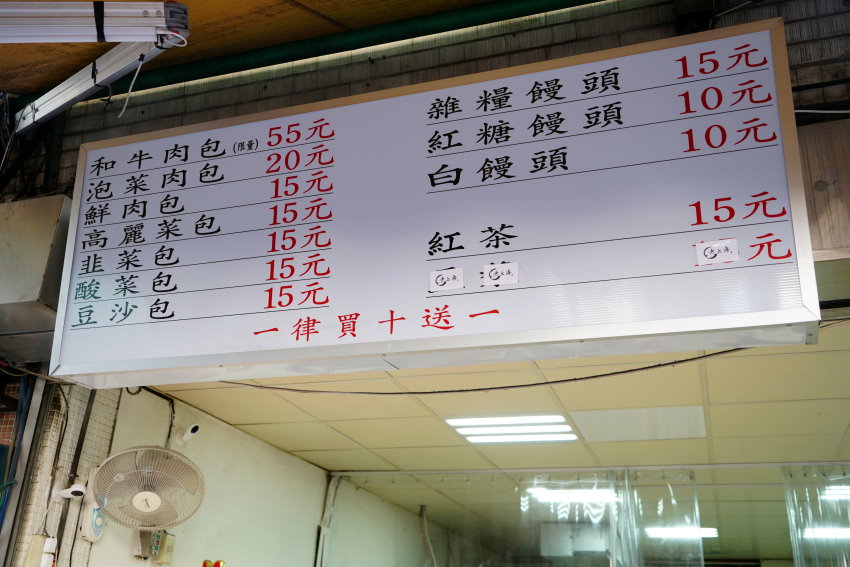 和牛肉包(限量) 55元
泡菜肉包 20元
鮮肉包 15元
高麗菜包 15元
韭菜包 15元
酸菜包 15元
豆沙包 15元
雜糧饅頭 15元
紅糖饅頭 10元
白饅頭 10元
紅茶 15元
元
一律買十送一